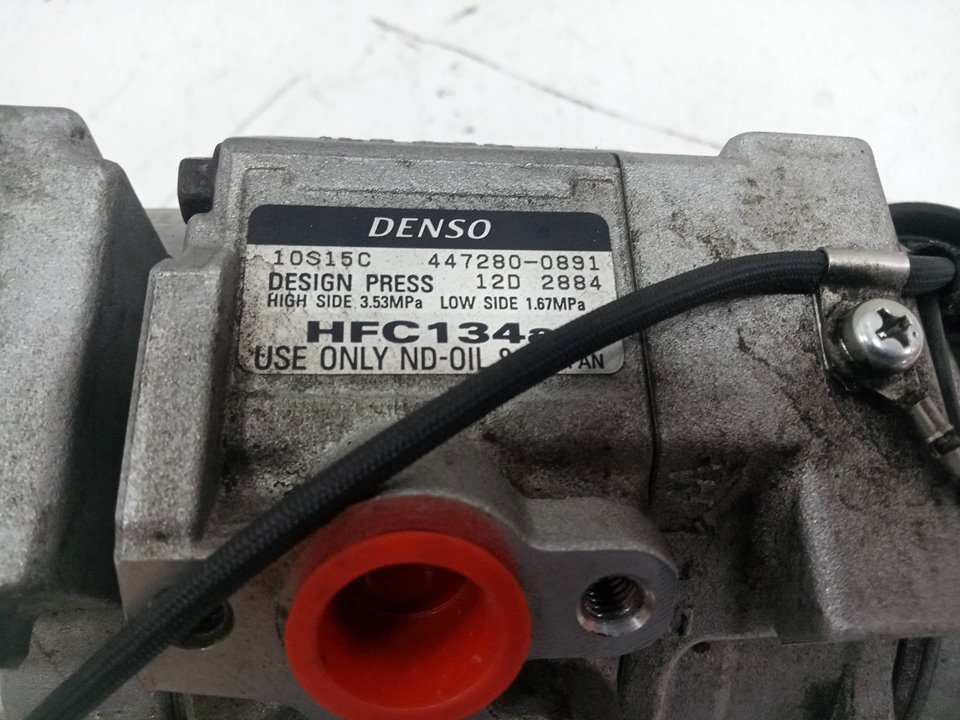 DENSO
10S15C 447280-0891
DESIGN PRESS 12D 2884
HIGH SIDE 3.53MPa LOW SIDE 1.67MPa
HFC134a
USE ONLY ND-OIL